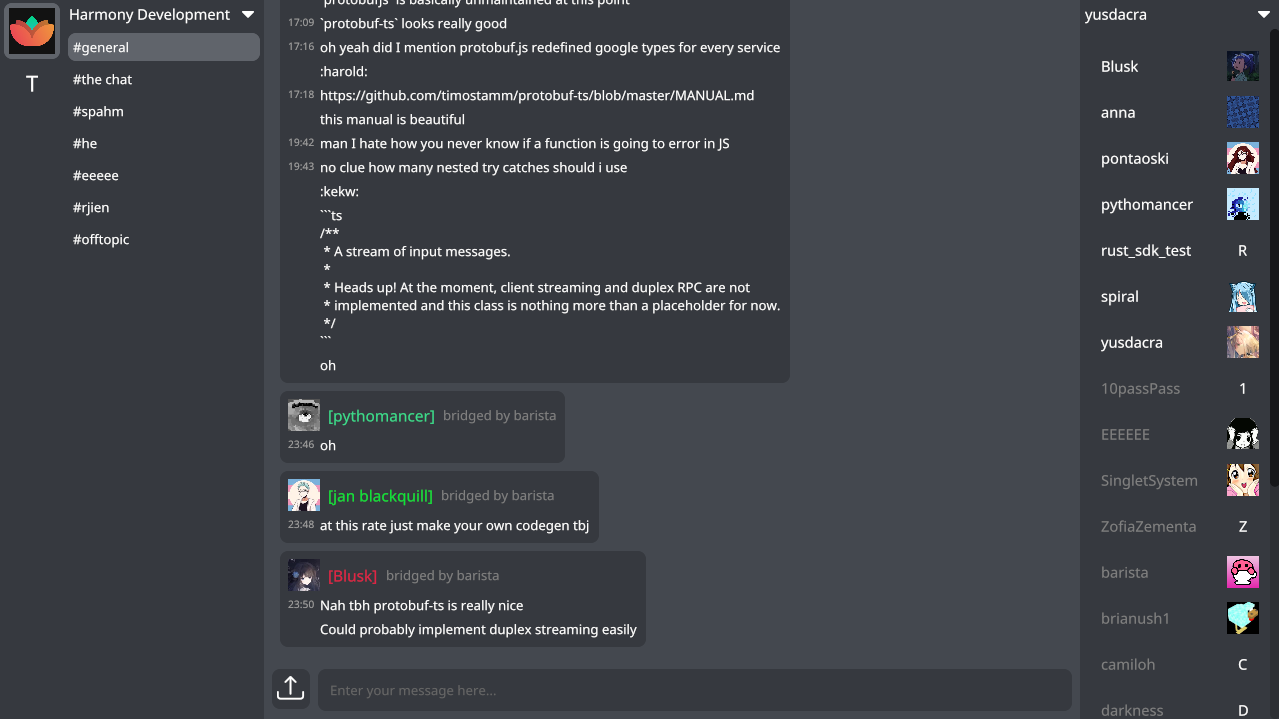 Harmony Development
T
#general
#the chat
#spahm
#he
#eeeee
#rjien
#offtopic
`protobufjs` is basically unmaintained at this point
17:09 `protobuf-ts` looks really good
17:16 oh yeah did I mention protobuf.js redefined google types for every service
:harold:
17:18 https://github.com/timostamm/protobuf-ts/blob/master/MANUAL.md
this manual is beautiful
19:42 man I hate how you never know if a function is going to error in JS
19:43 no clue how many nested try catches should i use
:kekw:
```ts
/**
* A stream of input messages.
*
* Heads up! At the moment, client streaming and duplex RPC are not
* implemented and this class is nothing more than a placeholder for now.
*/
```
oh
[pythomancer] bridged by barista
23:46 oh
[jan blackquill] bridged by barista
23:48 at this rate just make your own codegen tbj
[Blusk] bridged by barista
23:50 Nah tbh protobuf-ts is really nice
Could probably implement duplex streaming easily
Enter your message here...
yusdacra
Blusk
anna
pontaoski
pythomancer
rust_sdk_test R
spiral
yusdacra
10passPass 1
EEEEEE
SingletSystem
ZofiaZementa Z
barista
brianush1
camiloh C
darkness D